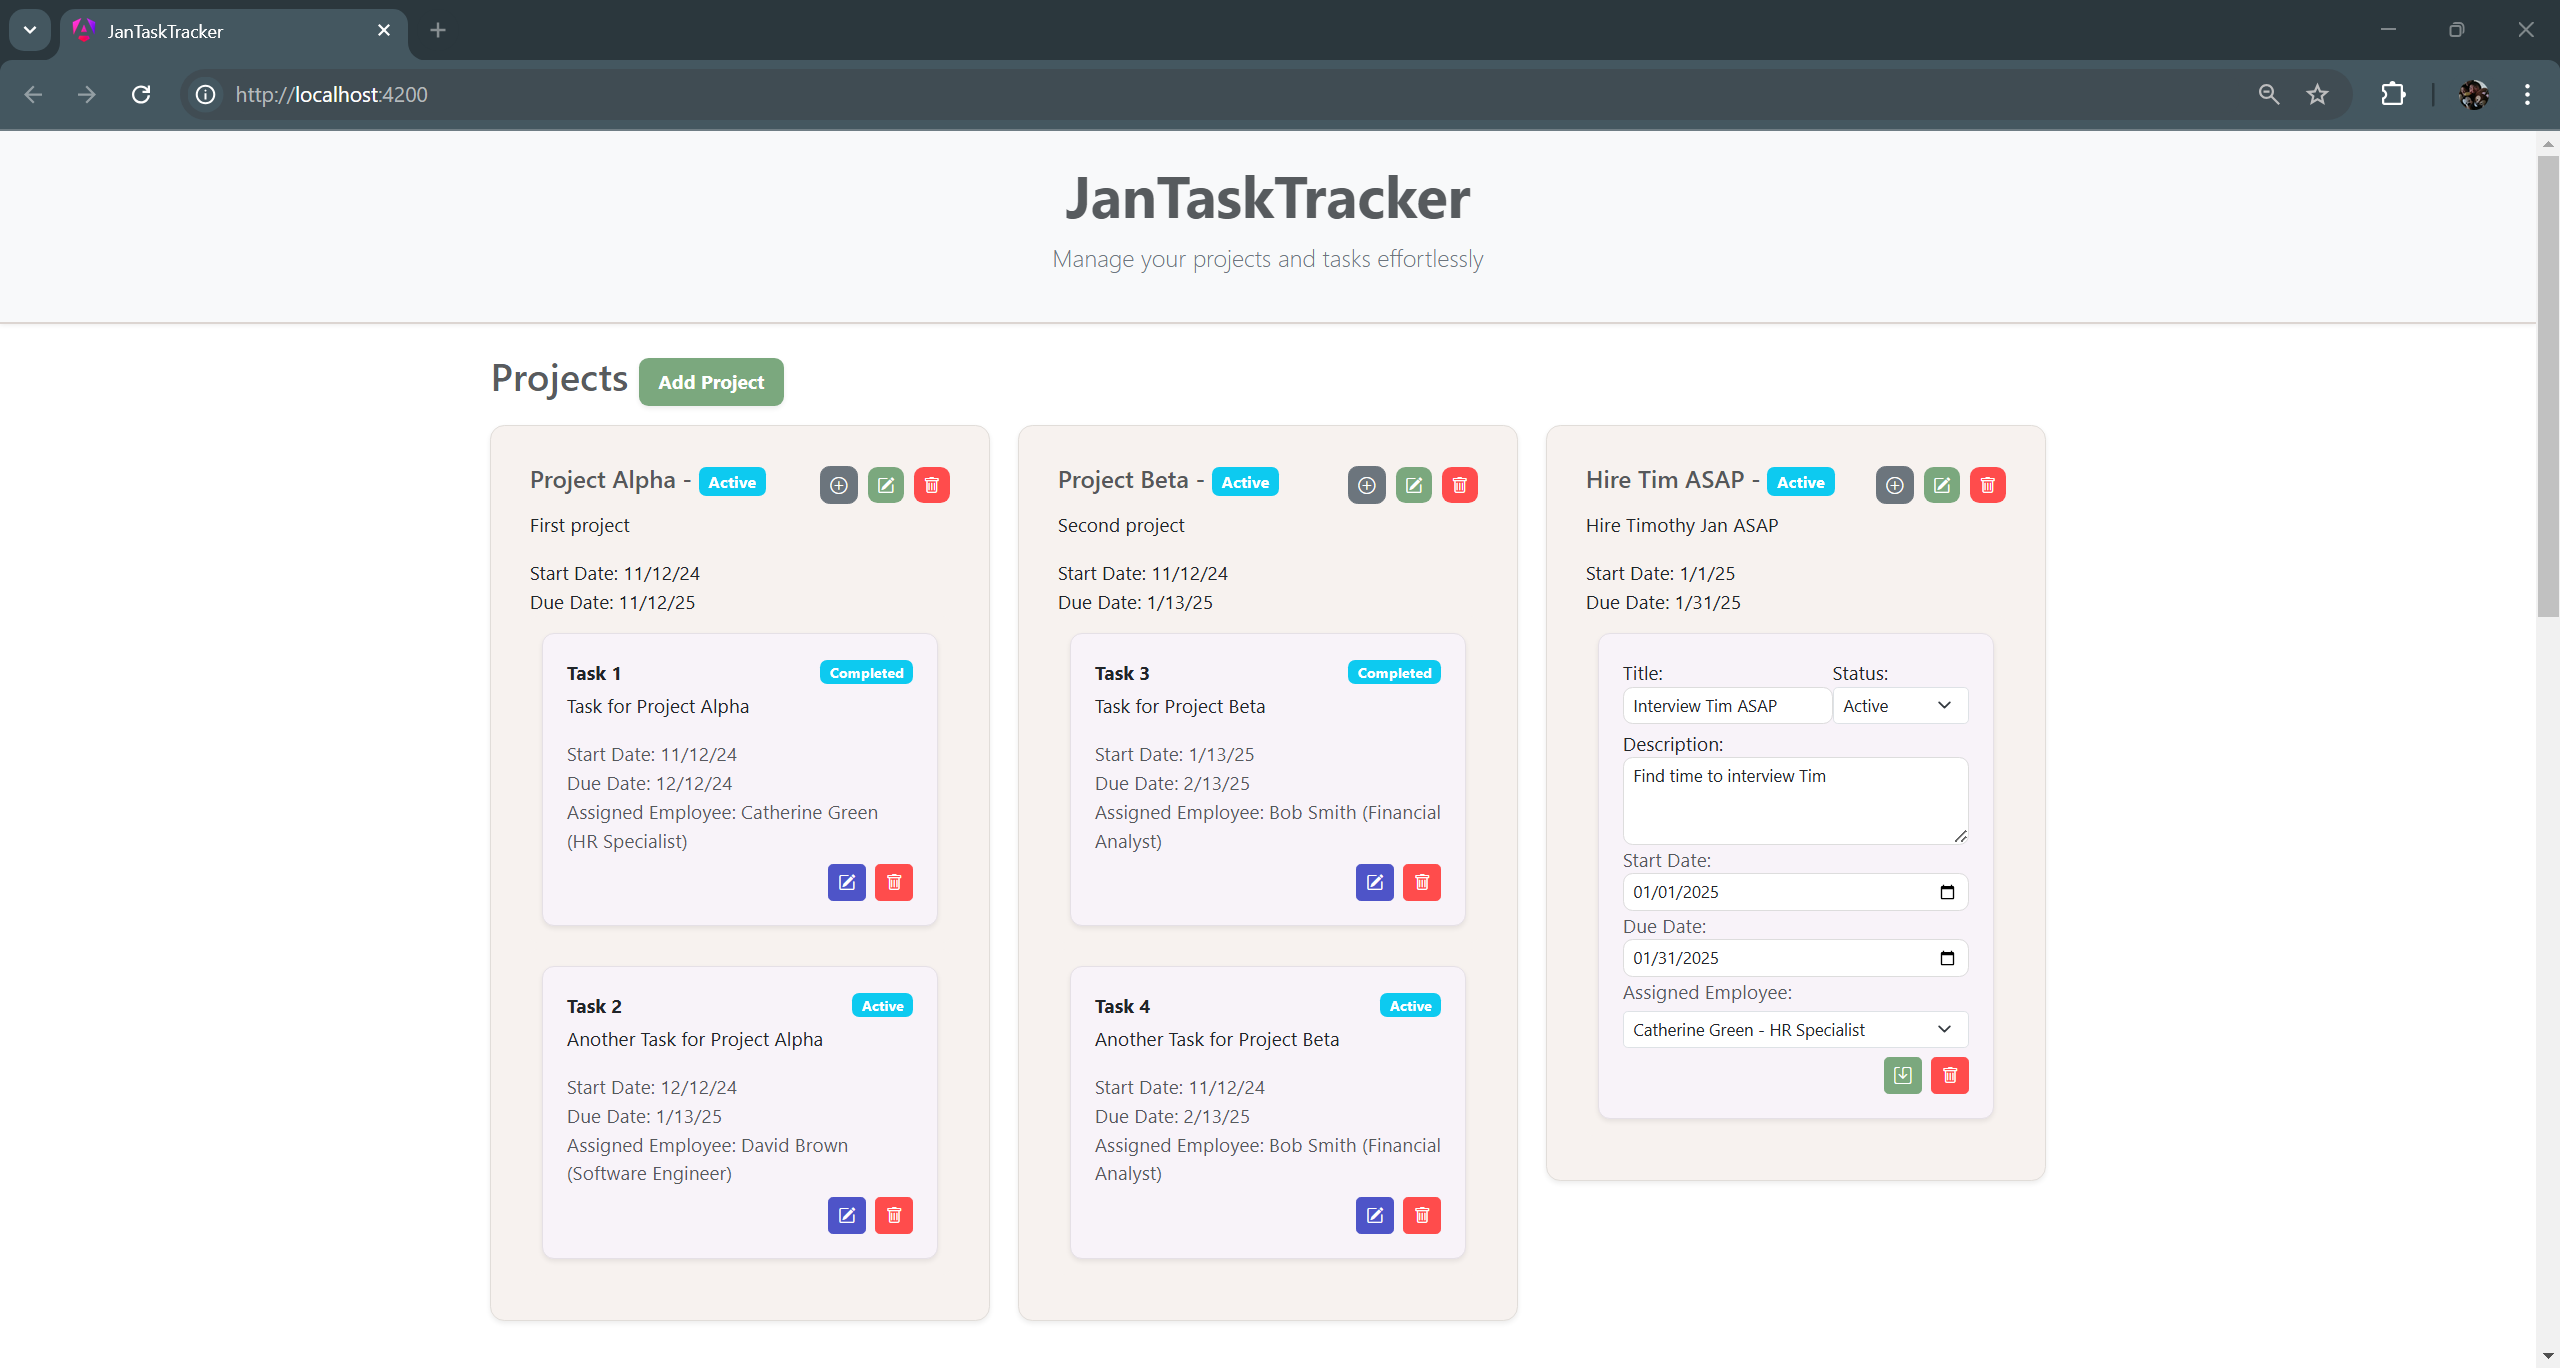 JanTaskTracker
http://localhost:4200
JanTaskTracker
Manage your projects and tasks effortlessly
Projects Add Project
Project Alpha - Active
First project
Start Date: 11/12/24
Due Date: 11/12/25
Task 1 Completed
Task for Project Alpha
Start Date: 11/12/24
Due Date: 12/12/24
Assigned Employee: Catherine Green
(HR Specialist)
Task 2 Active
Another Task for Project Alpha
Start Date: 12/12/24
Due Date: 1/13/25
Assigned Employee: David Brown
(Software Engineer)
Project Beta - Active
Second project
Start Date: 11/12/24
Due Date: 1/13/25
Task 3 Completed
Task for Project Beta
Start Date: 1/13/25
Due Date: 2/13/25
Assigned Employee: Bob Smith (Financial
Analyst)
Task 4 Active
Another Task for Project Beta
Start Date: 11/12/24
Due Date: 2/13/25
Assigned Employee: Bob Smith (Financial
Analyst)
Hire Tim ASAP - Active
Hire Timothy Jan ASAP
Start Date: 1/1/25
Due Date: 1/31/25
Title: Status:
Interview Tim ASAP Active
Description:
Find time to interview Tim
Start Date:
01/01/2025
Due Date:
01/31/2025
Assigned Employee:
Catherine Green - HR Specialist